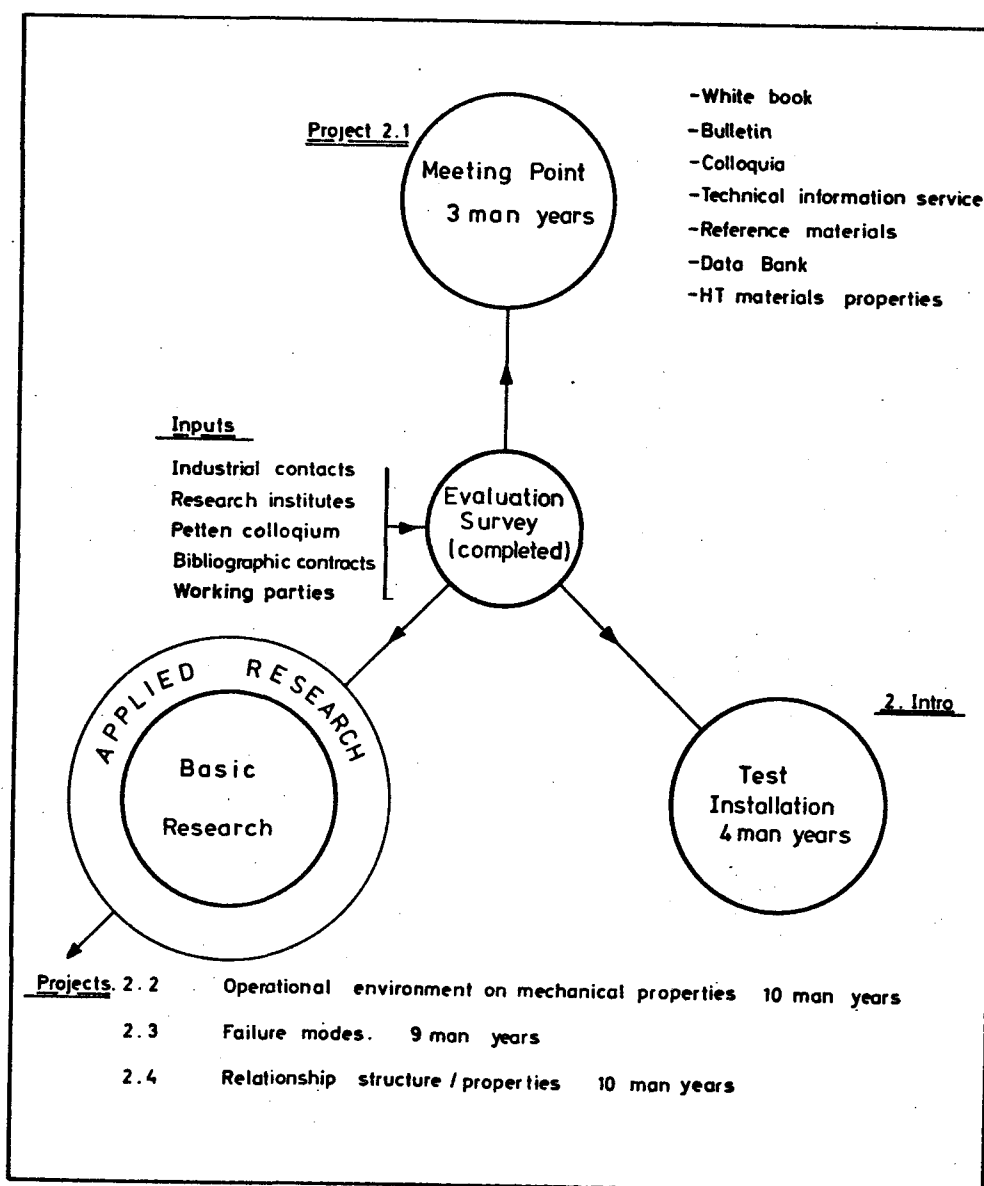 Project 2.1
Meeting Point
3 man years
-White book
-Bulletin
-Colloquia
-Technical information service
-Reference materials
-Data Bank
-HT materials properties
Inputs
Industrial contacts
Research institutes
Petten colloqium
Bibliographic contracts
Working parties
Evaluation
Survey
(completed)
APPLIED RESEARCH
Basic
Research
2. Intro
Test
Installation
4 man years
Projects. 2.2 Operational environment on mechanical properties 10 man years
2.3 Failure modes. 9 man years
2.4 Relationship structure / properties 10 man years